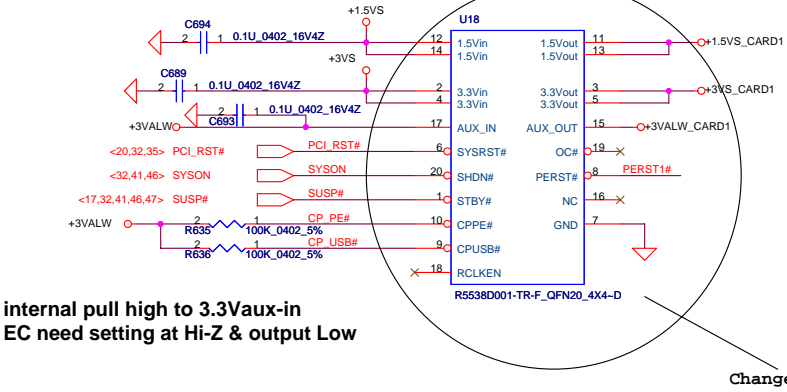 +1.5VS
C694
2 1 0.1U_0402_16V4Z
+3VS
C689
2 1 0.1U_0402_16V4Z
2 1 0.1U_0402_16V4Z
C693
+3VALW
<20,32,35> PCI_RST# PCI_RST#
<32,41,46> SYSON SYSON
<17,32,41,46,47> SUSP# SUSP#
+3VALW 2 1 CP_PE#
R635 100K_0402_5%
2 1 CP_USB#
R636 100K_0402_5%
U18
12 1.5Vin 1.5Vout 11 +1.5VS_CARD1
14 1.5Vin 1.5Vout 13
2 3.3Vin 3.3Vout 3 +3VS_CARD1
4 3.3Vin 3.3Vout 5
17 AUX_IN AUX_OUT 15 +3VALW_CARD1
6 SYSRST# OC# 19
20 SHDN# PERST# 8 PERST1#
1 STBY# NC 16
10 CPPE# GND 7
9 CPUSB#
18 RCLKEN
R5538D001-TR-F_QFN20_4X4~D
internal pull high to 3.3Vaux-in
EC need setting at Hi-Z & output Low
Change